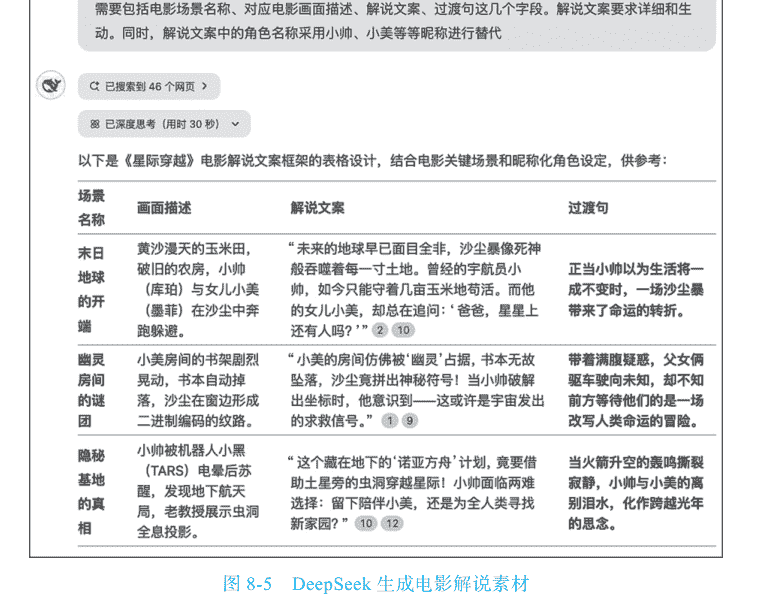 需要包括电影场景名称、对应电影画面描述、解说文案、过渡句这几个字段。解说文案要求详细和生
动。同时，解说文案中的角色名称采用小帅、小美等等昵称进行替代
已搜索到 46 个网页
已深度思考（用时 30 秒）
以下是《星际穿越》电影解说文案框架的表格设计，结合电影关键场景和昵称化角色设定，供参考：
场景
名称
画面描述
解说文案
过渡句
末日
地球
的开
端
黄沙漫天的玉米田，
破旧的农房，小帅
（库珀）与女儿小美
（墨菲）在沙尘中奔
跑躲避。
“未来的地球早已面目全非，沙尘暴像死神
般吞噬着每一寸土地。曾经的宇航员小
帅，如今只能守着几亩玉米地苟活。而他
的女儿小美，却总在追问：‘爸爸，星星上
还有人吗？’” 2 10
正当小帅以为生活将一
成不变时，一场沙尘暴
带来了命运的转折。
幽灵
房间
的谜
团
小美房间的书架剧烈
晃动，书本自动掉
落，沙尘在窗边形成
二进制编码的纹路。
“小美的房间仿佛被‘幽灵’占据，书本无故
坠落，沙尘竟拼出神秘符号！当小帅破解
出坐标时，他意识到——这或许是宇宙发出
的求救信号。” 1 9
带着满腹疑惑，父女俩
驱车驶向未知，却不知
前方等待他们的是一场
改写人类命运的冒险。
隐秘
基地
的真
相
小帅被机器人小黑
（TARS）电晕后苏
醒，发现地下航天
局，老教授展示虫洞
全息投影。
“这个藏在地下的‘诺亚方舟’计划，竟要借
助土星旁的虫洞穿越星际！小帅面临两难
选择：留下陪伴小美，还是为全人类寻找
新家园？” 10 12
当火箭升空的轰鸣撕裂
寂静，小帅与小美的离
别泪水，化作跨越光年
的思念。
图 8-5 DeepSeek 生成电影解说素材